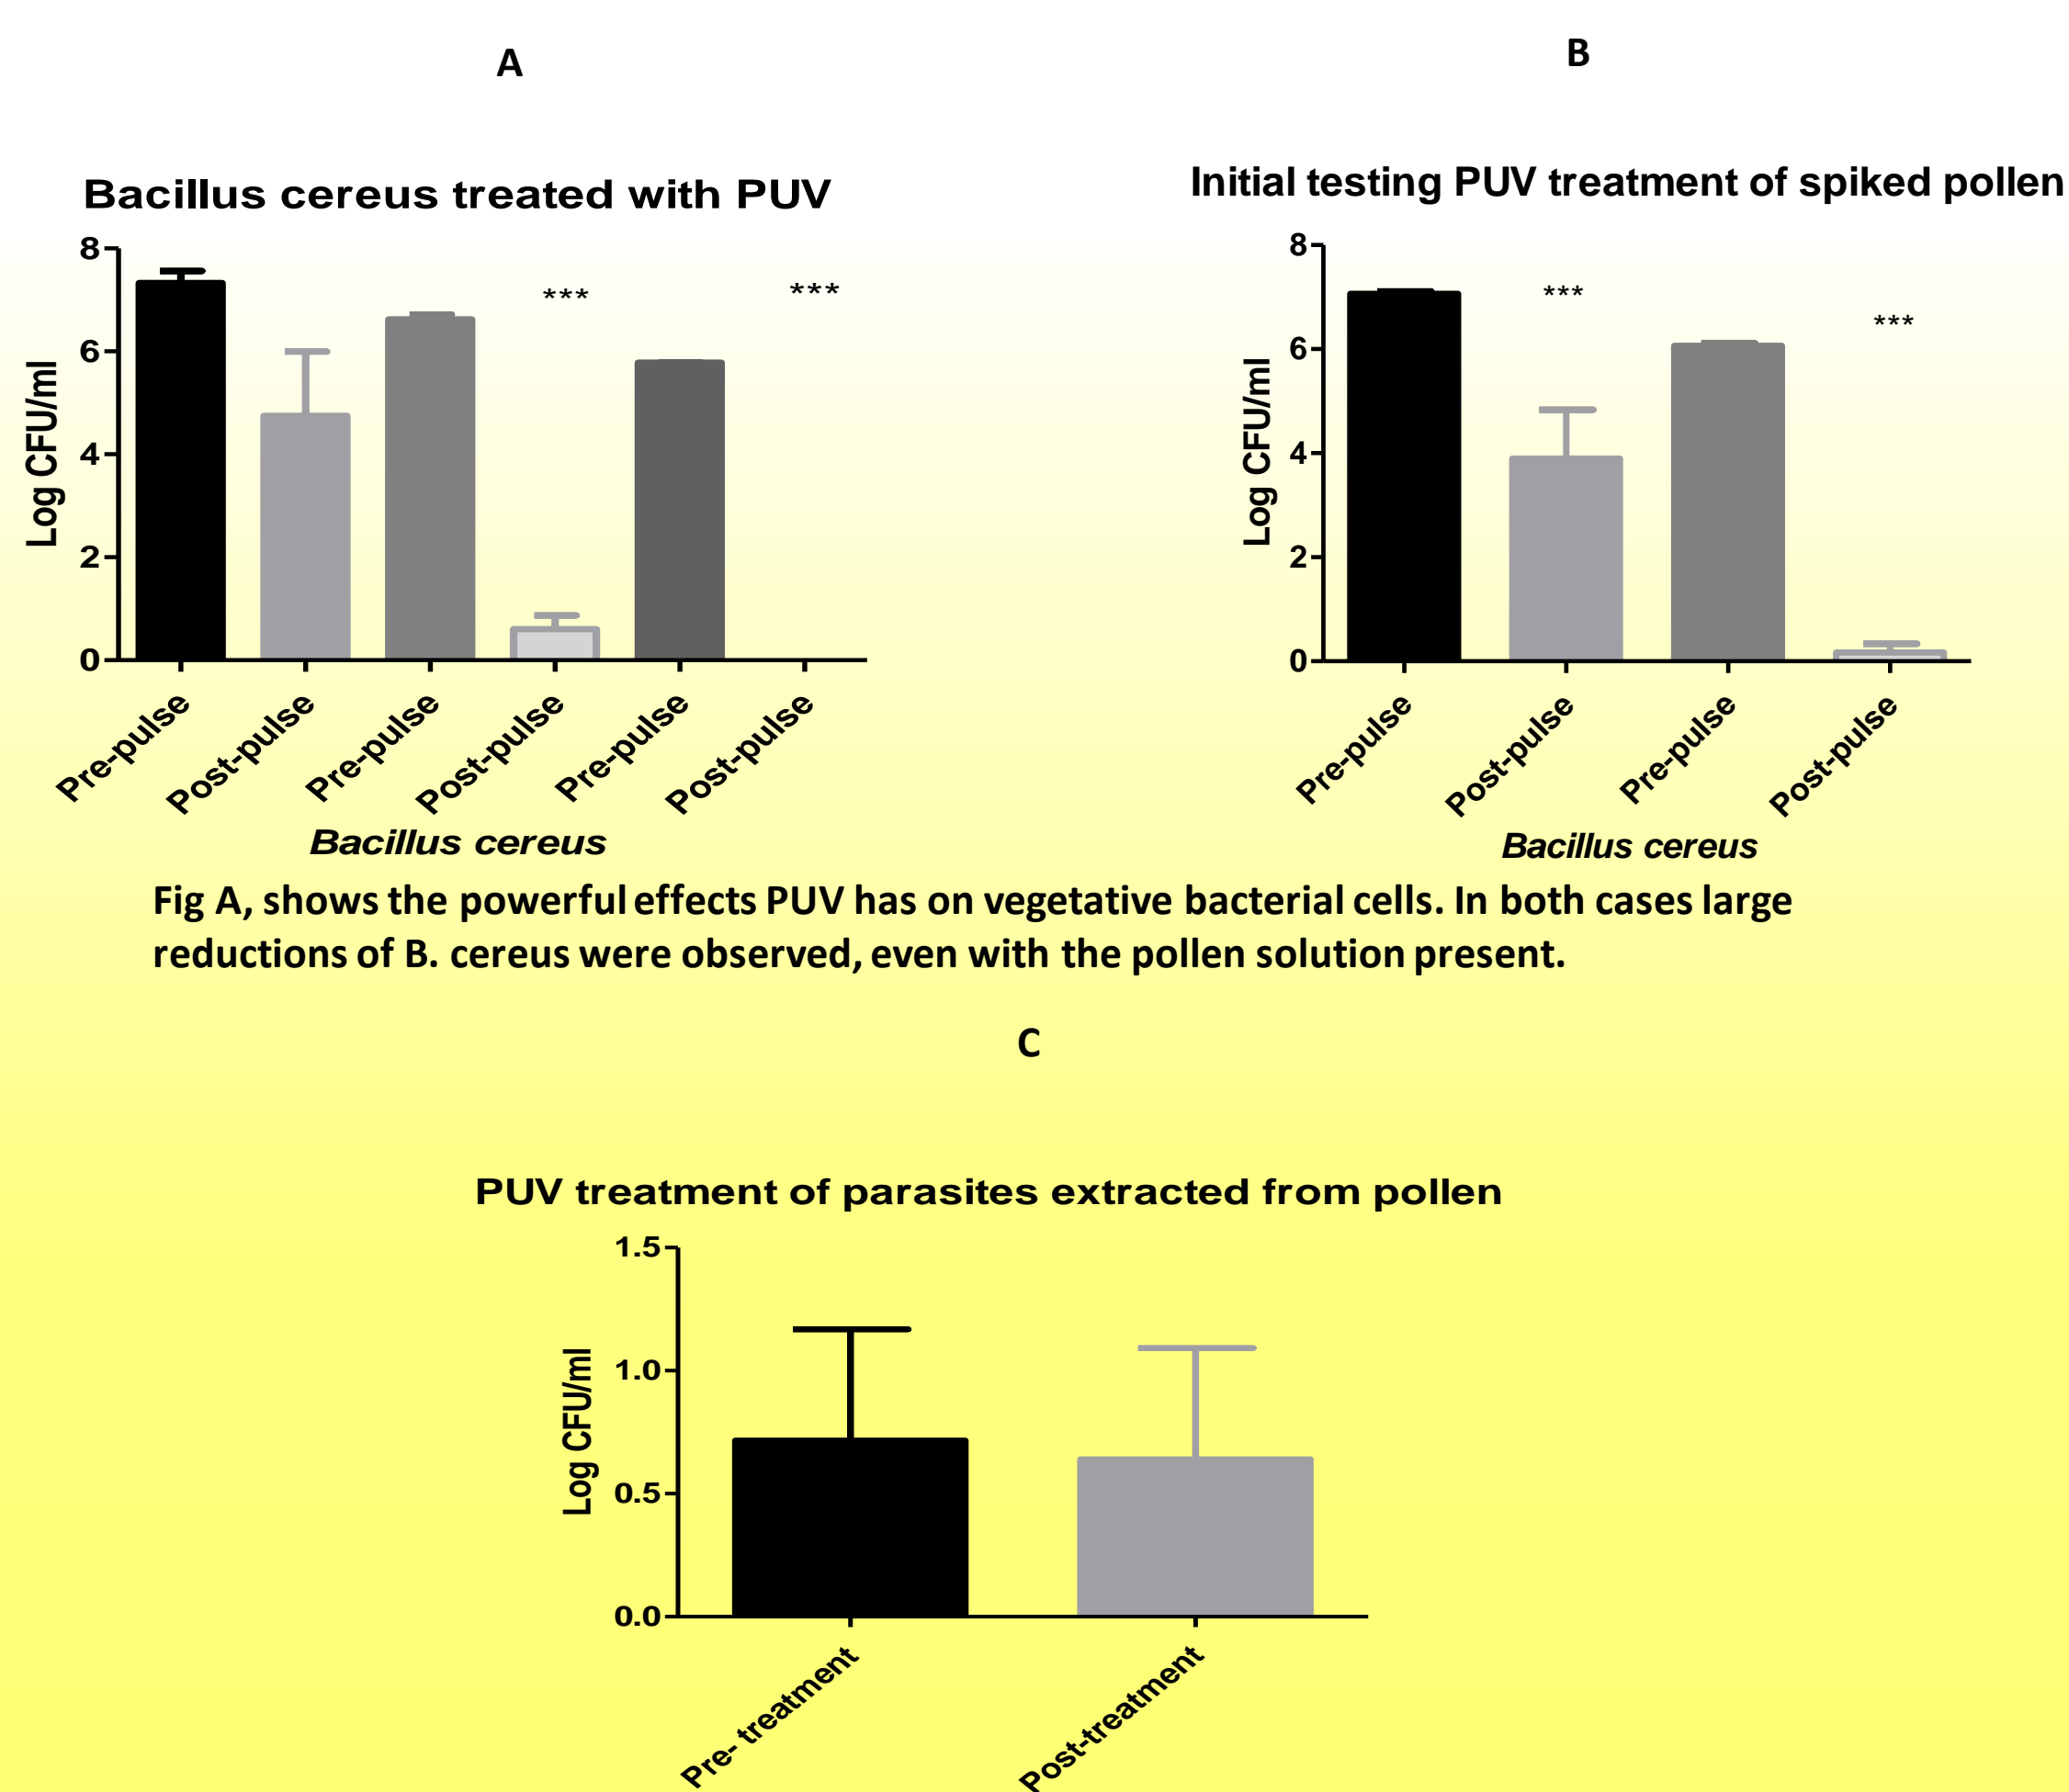 A
B
Bacillus cereus treated with PUV
Initial testing PUV treatment of spiked pollen
Log CFU/ml
8
6
4
2
0
***
***
Pre-pulse
Post-pulse
Pre-pulse
Post-pulse
Pre-pulse
Post-pulse
Bacillus cereus
Log CFU/ml
8
6
4
2
0
***
***
Pre-pulse
Post-pulse
Pre-pulse
Post-pulse
Bacillus cereus
Fig A, shows the powerful effects PUV has on vegetative bacterial cells. In both cases large
reductions of B. cereus were observed, even with the pollen solution present.
C
PUV treatment of parasites extracted from pollen
Log CFU/ml
1.5
1.0
0.5
0.0
Pre- treatment
Post-treatment